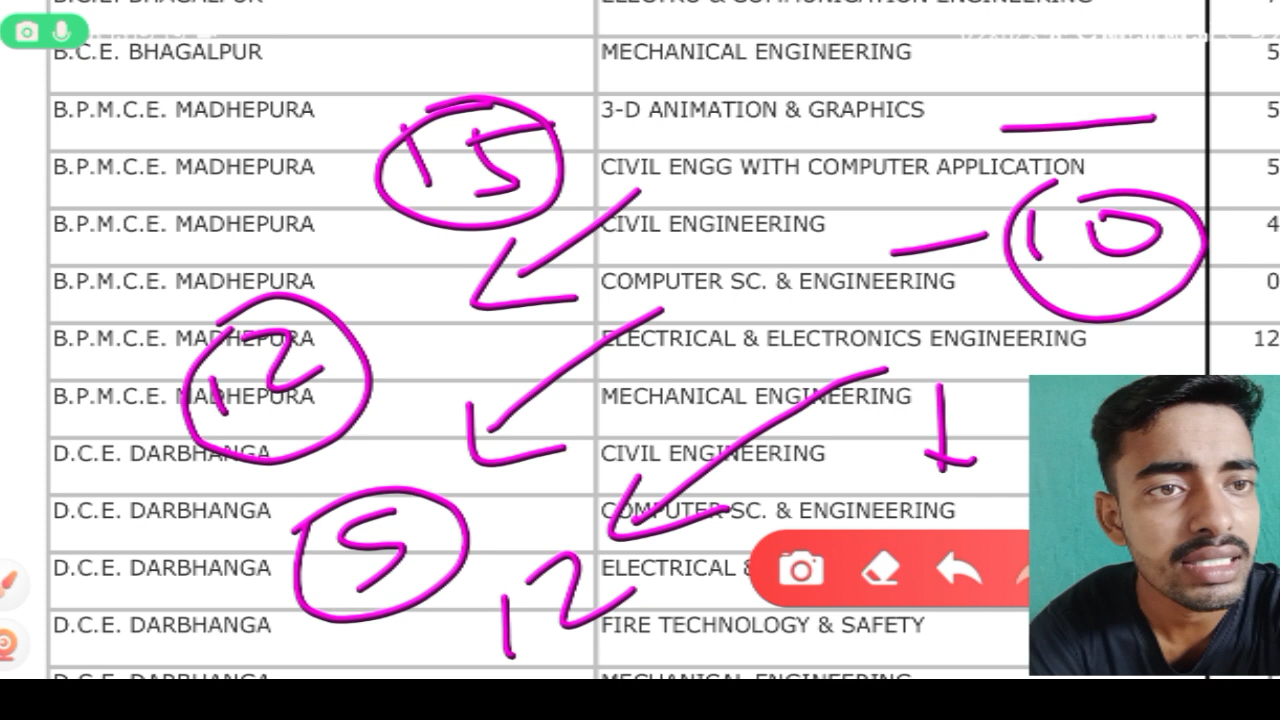 B.C.E. BHAGALPUR MECHANICAL ENGINEERING 5
B.P.M.C.E. MADHEPURA 3-D ANIMATION & GRAPHICS 5
15
B.P.M.C.E. MADHEPURA CIVIL ENGG WITH COMPUTER APPLICATION 5
B.P.M.C.E. MADHEPURA CIVIL ENGINEERING 4
10
B.P.M.C.E. MADHEPURA COMPUTER SC. & ENGINEERING 0
B.P.M.C.E. MADHEPURA ELECTRICAL & ELECTRONICS ENGINEERING 12
12
B.P.M.C.E. MADHEPURA MECHANICAL ENGINEERING
D.C.E. DARBHANGA CIVIL ENGINEERING
D.C.E. DARBHANGA COMPUTER SC. & ENGINEERING
5
D.C.E. DARBHANGA ELECTRICAL
12
D.C.E. DARBHANGA FIRE TECHNOLOGY & SAFETY
MECHANICAL ENGINEERING